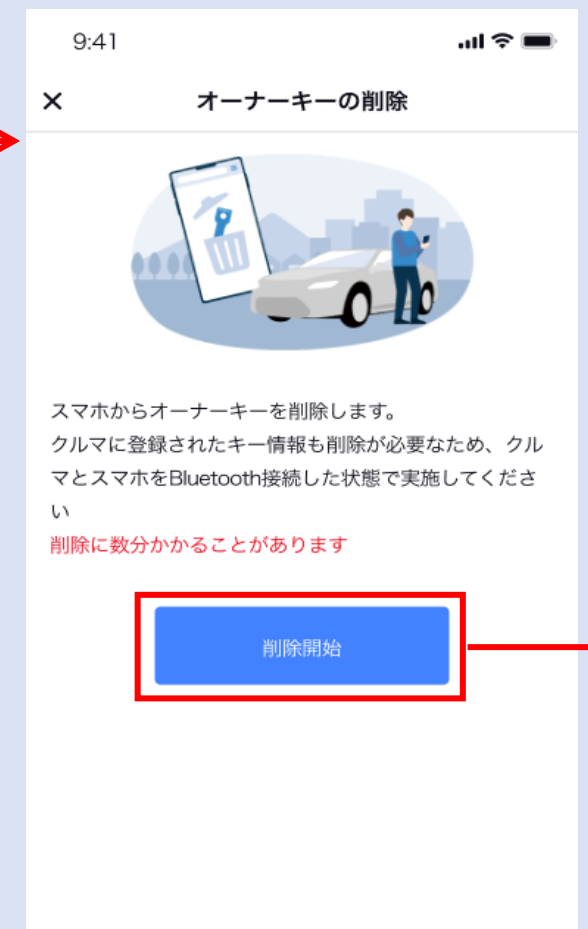 9:41
× オーナーキーの削除
スマホからオーナーキーを削除します。
クルマに登録されたキー情報も削除が必要なため、クル
マとスマホをBluetooth接続した状態で実施してくださ
い
削除に数分かかることがあります
削除開始